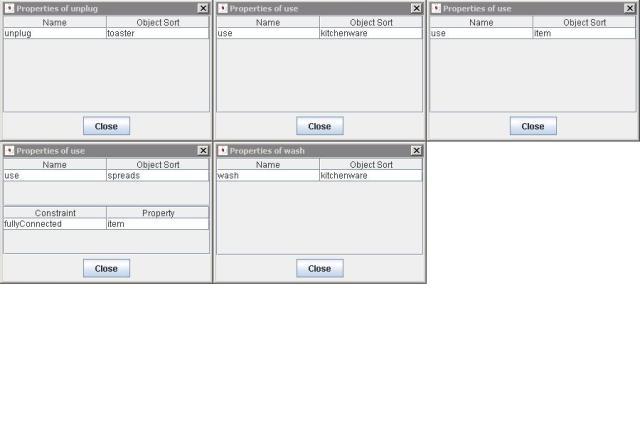 Properties of unplug
Name Object Sort
unplug toaster
Close
Properties of use
Name Object Sort
use kitchenware
Close
Properties of use
Name Object Sort
use item
Close
Properties of use
Name Object Sort
use spreads
Constraint Property
fullyConnected item
Close
Properties of wash
Name Object Sort
wash kitchenware
Close